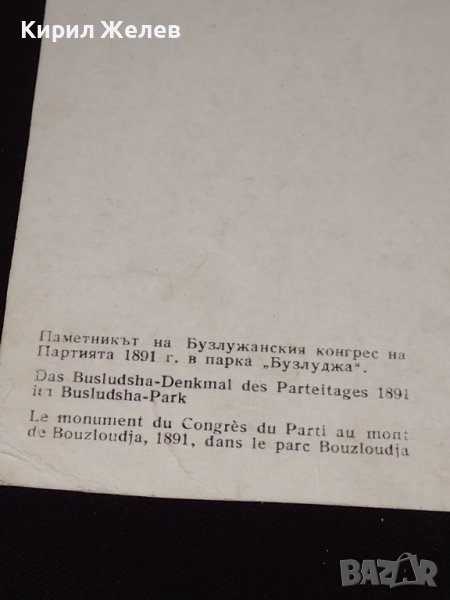 Кирил Желев
Паметникът на Бузлужанския конгрес на
Партията 1891 г. в парка „Бузлуджа“.
Das Busludsha-Denkmal des Parteitages 1891
im Busludsha-Park
Le monument du Congrès du Parti au mont
de Bouzloudja, 1891, dans le parc Bouzloudja
BAZAR